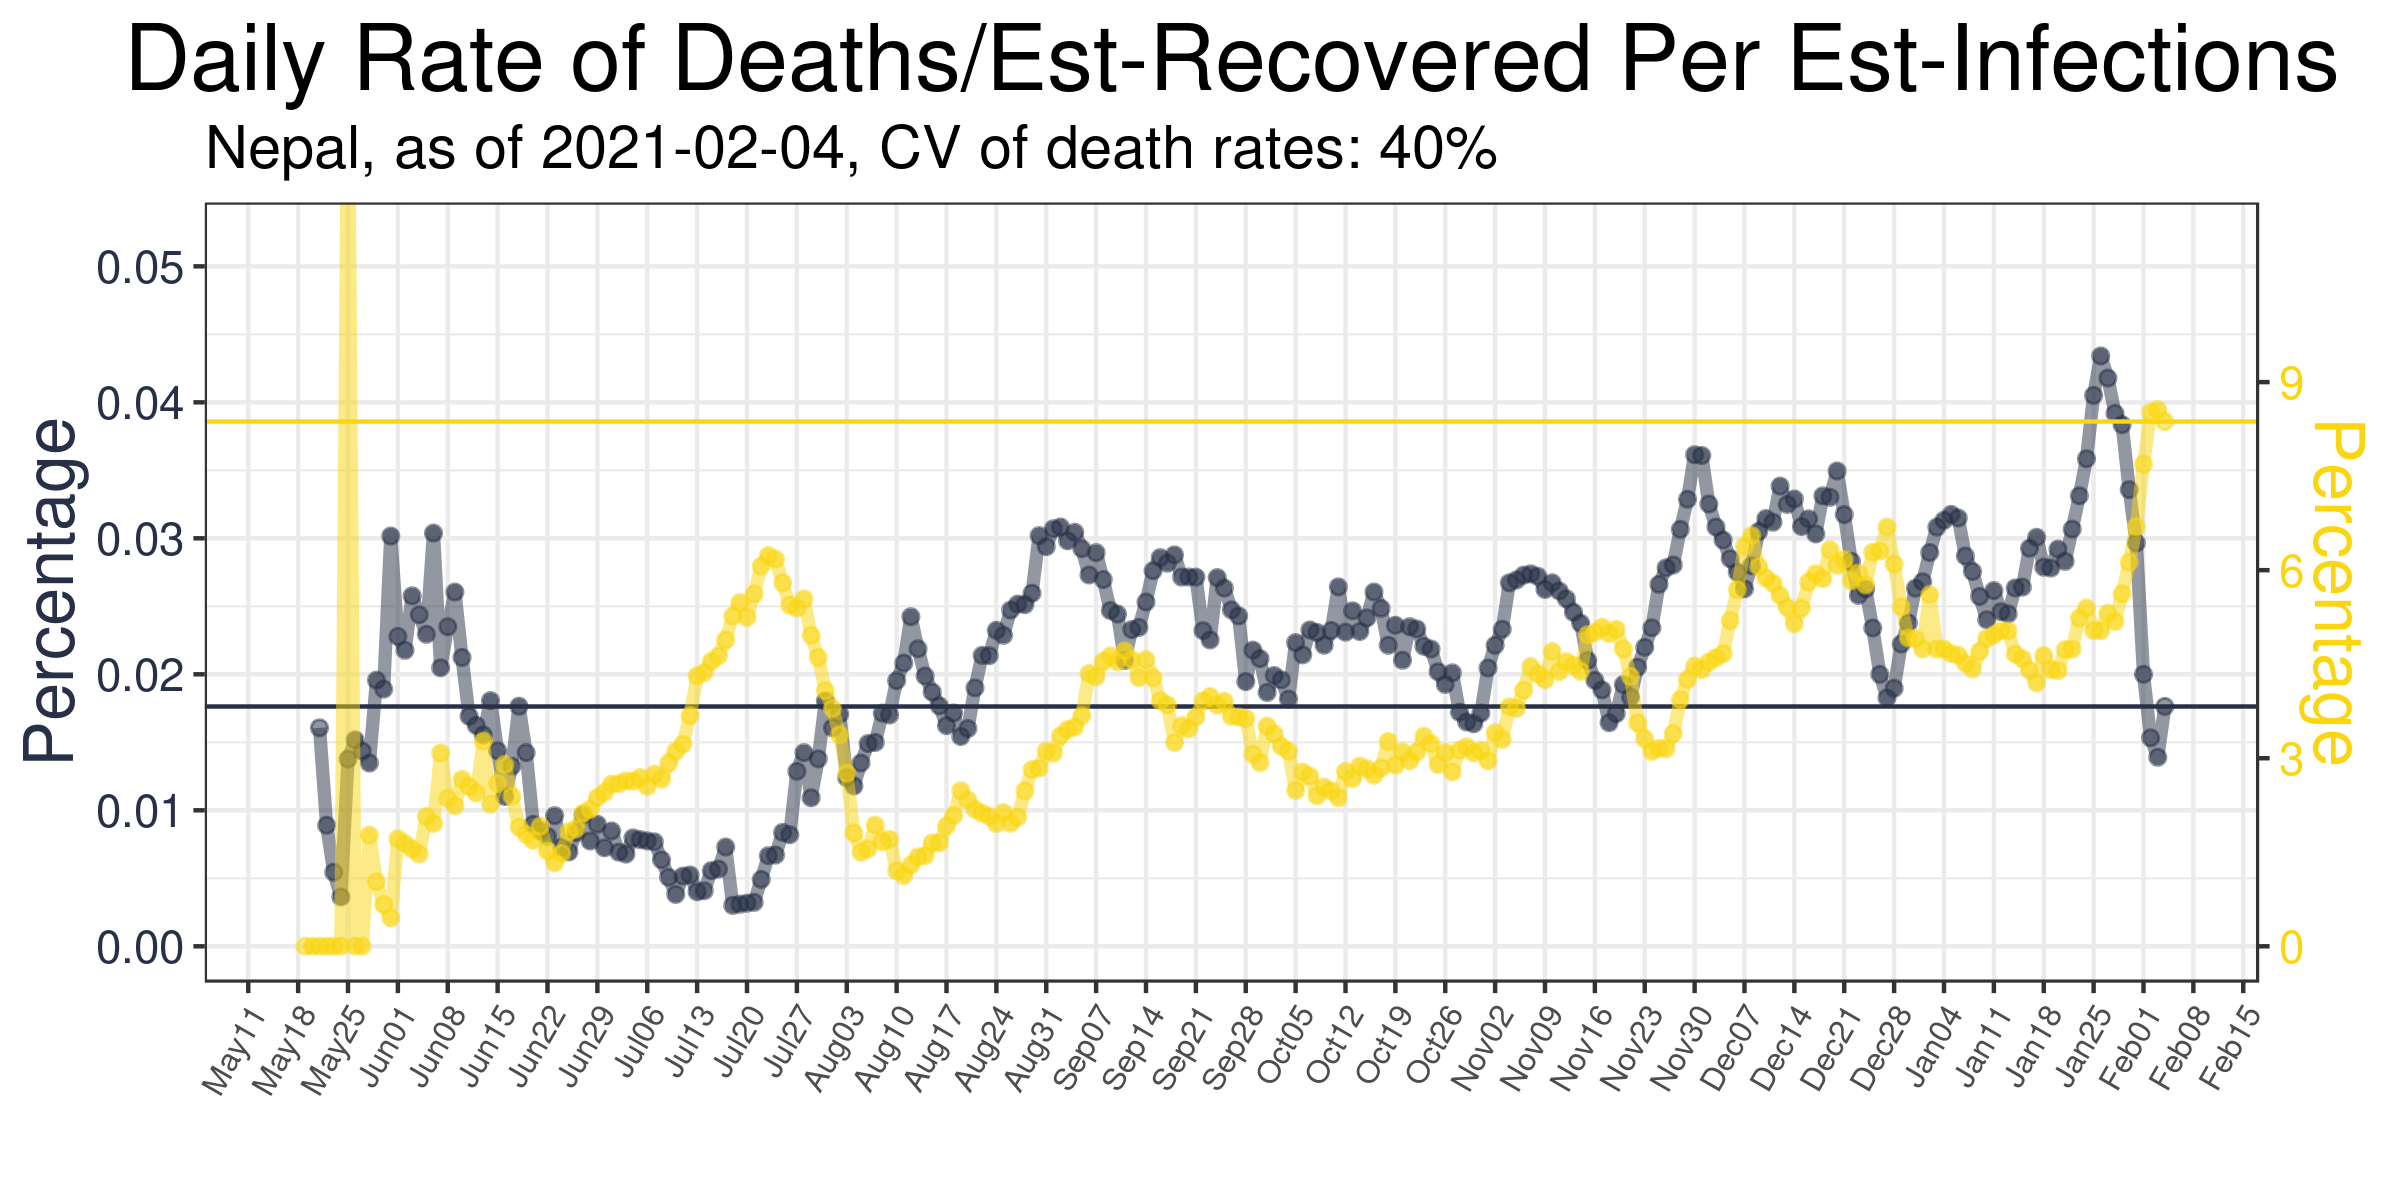 Daily Rate of Deaths/Est-Recovered Per Est-Infections
Nepal, as of 2021-02-04, CV of death rates: 40%
Percentage
0.05
0.04
0.03
0.02
0.01
0.00
9
6
3
0
Percentage
May11
May18
May25
Jun01
Jun08
Jun15
Jun22
Jun29
Jul06
Jul13
Jul20
Jul27
Aug03
Aug10
Aug17
Aug24
Aug31
Sep07
Sep14
Sep21
Sep28
Oct05
Oct12
Oct19
Oct26
Nov02
Nov09
Nov16
Nov23
Nov30
Dec07
Dec14
Dec21
Dec28
Jan04
Jan11
Jan18
Jan25
Feb01
Feb08
Feb15